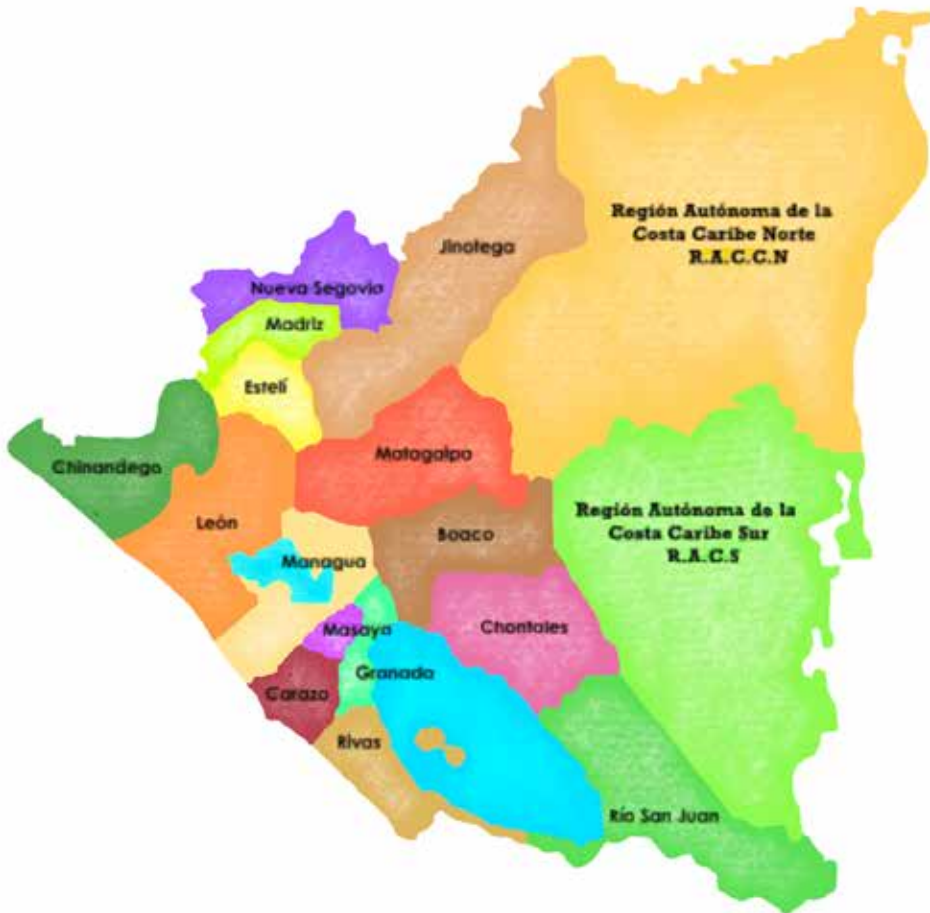 Región Autónoma de la
Costa Caribe Norte
R.A.C.C.N
Jinotega
Nueva Segovia
Madriz
Estelí
Chinandega
Matagalpa
León
Región Autónoma de la
Costa Caribe Sur
R.A.C.S
Boaco
Managua
Masaya
Chontales
Granada
Carazo
Rivas
Río San Juan